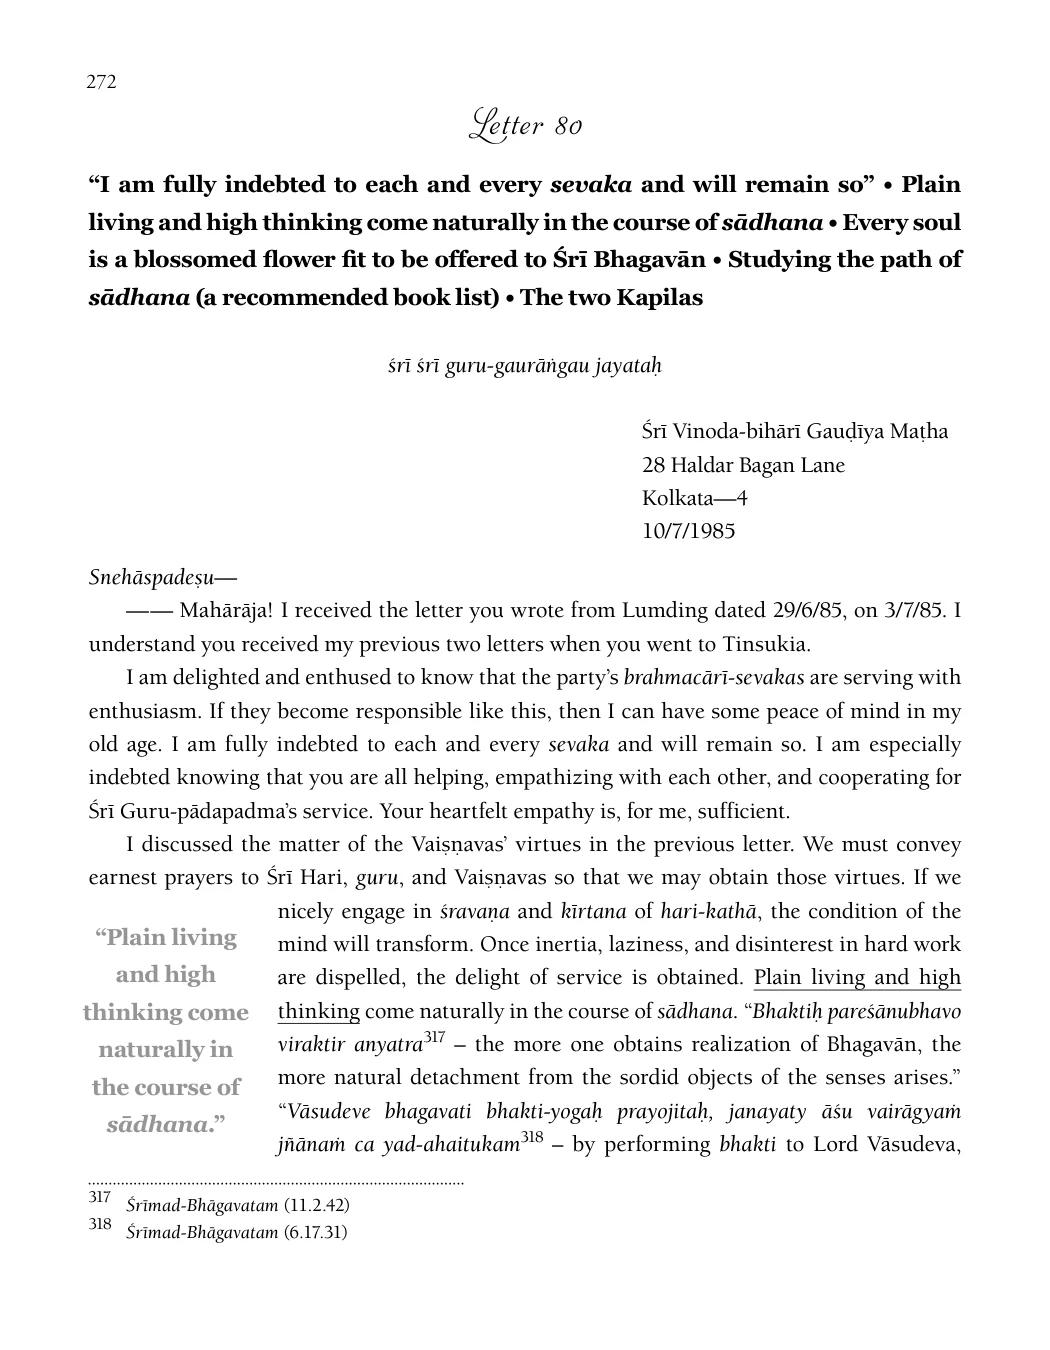 272
Letter 80
“I am fully indebted to each and every sevaka and will remain so” • Plain
living and high thinking come naturally in the course of sādhana • Every soul
is a blossomed flower fit to be offered to Śrī Bhagavān • Studying the path of
sādhana (a recommended book list) • The two Kapilas
śrī śrī guru-gaurāṅgau jayataḥ
Śrī Vinoda-bihārī Gauḍīya Maṭha
28 Haldar Bagan Lane
Kolkata—4
10/7/1985
Snehāspadeṣu—
—— Mahārāja! I received the letter you wrote from Lumding dated 29/6/85, on 3/7/85. I
understand you received my previous two letters when you went to Tinsukia.
I am delighted and enthused to know that the party’s brahmacārī-sevakas are serving with
enthusiasm. If they become responsible like this, then I can have some peace of mind in my
old age. I am fully indebted to each and every sevaka and will remain so. I am especially
indebted knowing that you are all helping, empathizing with each other, and cooperating for
Śrī Guru-pādapadma’s service. Your heartfelt empathy is, for me, sufficient.
I discussed the matter of the Vaiṣṇavas’ virtues in the previous letter. We must convey
earnest prayers to Śrī Hari, guru, and Vaiṣṇavas so that we may obtain those virtues. If we
nicely engage in śravaṇa and kīrtana of hari-kathā, the condition of the
mind will transform. Once inertia, laziness, and disinterest in hard work
are dispelled, the delight of service is obtained. Plain living and high
thinking come naturally in the course of sādhana. “Bhaktiḥ pareśānubhavo
viraktir anyatra317 – the more one obtains realization of Bhagavān, the
more natural detachment from the sordid objects of the senses arises.”
“Vāsudeve bhagavati bhakti-yogaḥ prayojitaḥ, janayaty āśu vairāgyaṁ
jñānaṁ ca yad-ahaitukam318 – by performing bhakti to Lord Vāsudeva,
“Plain living
and high
thinking come
naturally in
the course of
sādhana.”
317 Śrīmad-Bhāgavatam (11.2.42)
318 Śrīmad-Bhāgavatam (6.17.31)